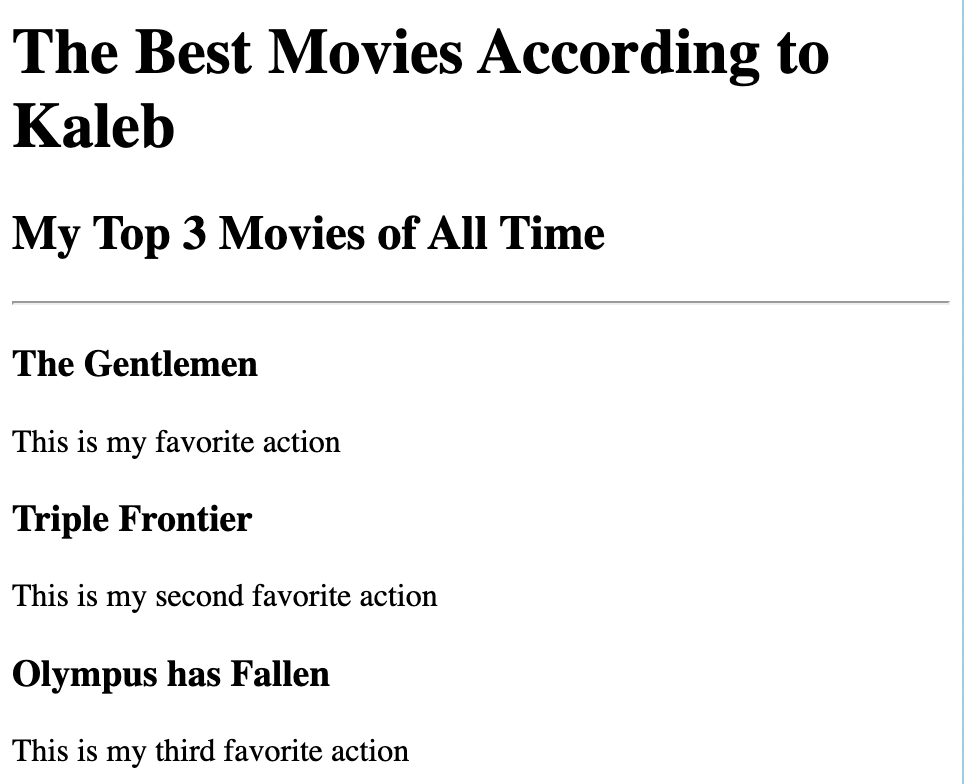 The Best Movies According to
Kaleb
My Top 3 Movies of All Time
The Gentlemen
This is my favorite action
Triple Frontier
This is my second favorite action
Olympus has Fallen
This is my third favorite action